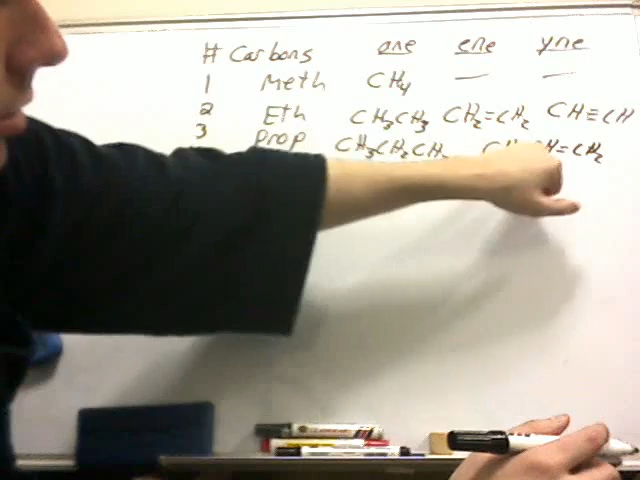 # Carbons ane ene yne
1 Meth CH₄ — —
2 Eth CH₃CH₃ CH₂=CH₂ CH≡CH
3 Prop CH₃CH₂CH₃ =CH₂